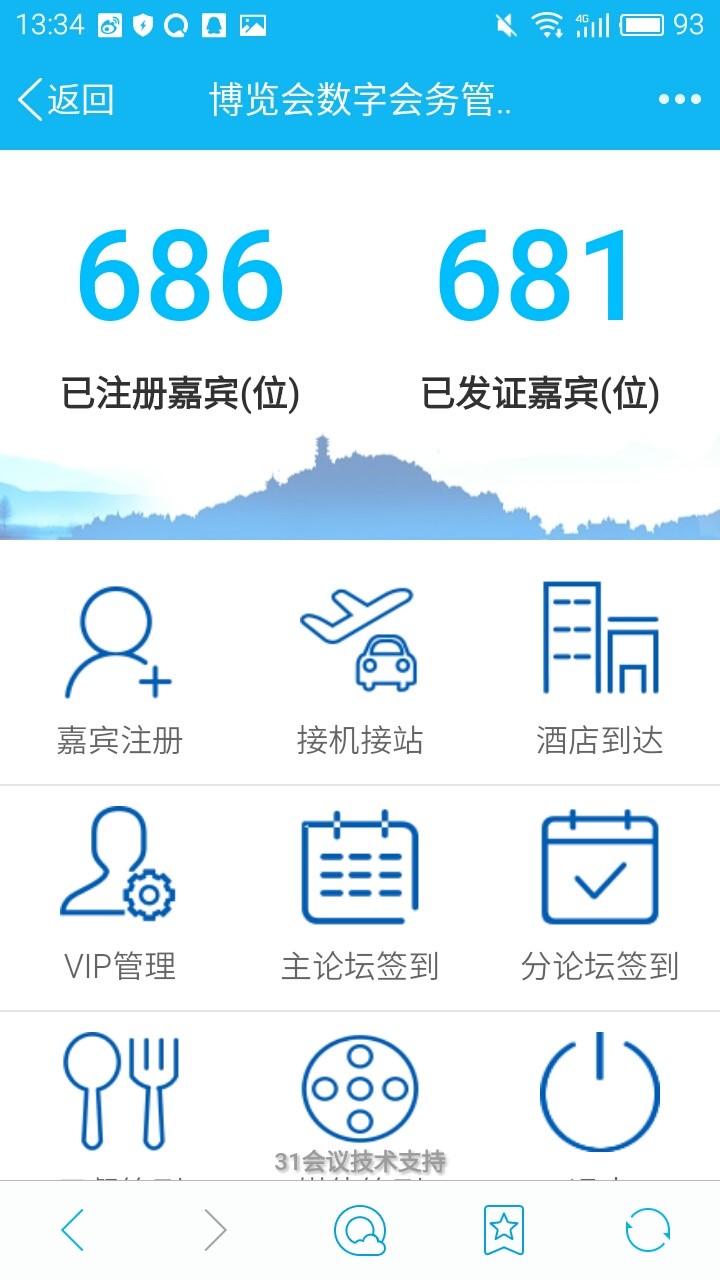 13:34
4G
93
返回
博览会数字会务管..
•••
686
681
已注册嘉宾(位)
已发证嘉宾(位)
嘉宾注册
接机接站
酒店到达
VIP管理
主论坛签到
分论坛签到
31会议技术支持